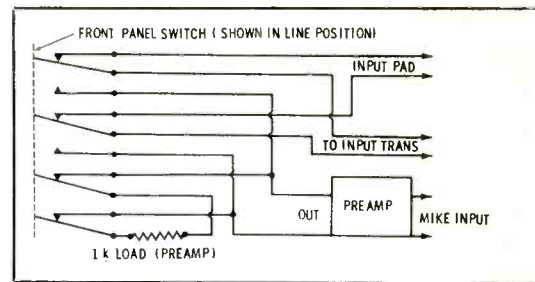 FRONT PANEL SWITCH (SHOWN IN LINE POSITION)
INPUT PAD
TO INPUT TRANS
OUT
PREAMP
MIKE INPUT
1 k LOAD (PREAMP)